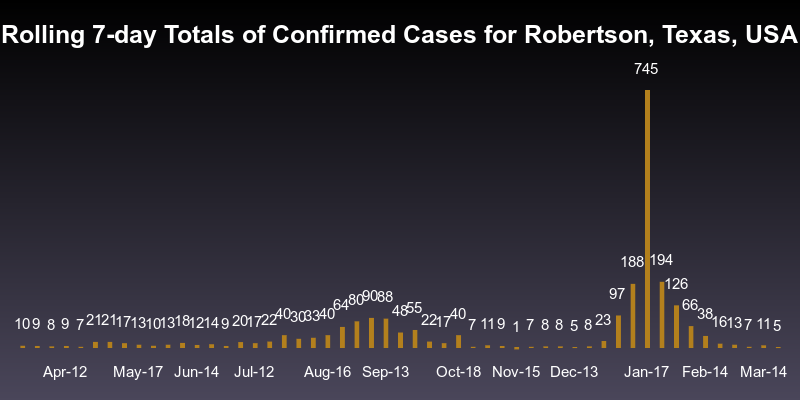 Rolling 7-day Totals of Confirmed Cases for Robertson, Texas, USA
745
10 9 8 9 7 21 21 17 13 10 13 18 12 14 9 20 17 22 40 30 33 40 64 80 90 88 48 55 22 17 40 7 11 9 1 7 8 8 5 8 23 97 188 194 126 66 38 16 13 7 11 5
Apr-12 May-17 Jun-14 Jul-12 Aug-16 Sep-13 Oct-18 Nov-15 Dec-13 Jan-17 Feb-14 Mar-14